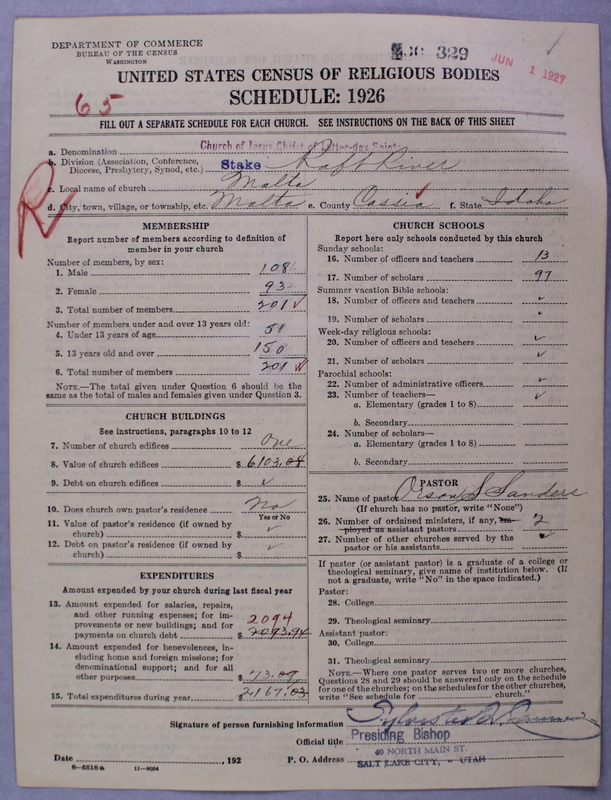 DEPARTMENT OF COMMERCE
BUREAU OF THE CENSUS
WASHINGTON
329
JUN 1 1927
UNITED STATES CENSUS OF RELIGIOUS BODIES
65
SCHEDULE: 1926
FILL OUT A SEPARATE SCHEDULE FOR EACH CHURCH. SEE INSTRUCTIONS ON THE BACK OF THIS SHEET
a. Denomination Church of Jesus Christ of Latter-day Saints
b. Division (Association, Conference, Diocese, Presbytery, Synod, etc.) Stake Raft River
c. Local name of church Malta
d. City, town, village, or township, etc. Malta e. County Cassia f. State Idaho
R
MEMBERSHIP
Report number of members according to definition of member in your church
Number of members, by sex:
1. Male 108
2. Female 93
3. Total number of members 201
Number of members under and over 13 years old:
4. Under 13 years of age 51
5. 13 years old and over 150
6. Total number of members 201
NOTE.—The total given under Question 6 should be the same as the total of males and females given under Question 3.
CHURCH BUILDINGS
See instructions, paragraphs 10 to 12
7. Number of church edifices One
8. Value of church edifices $ 6103.04
9. Debt on church edifices $
10. Does church own pastor's residence No
Yes or No
11. Value of pastor's residence (if owned by church) $
12. Debt on pastor's residence (if owned by church) $
EXPENDITURES
Amount expended by your church during last fiscal year
13. Amount expended for salaries, repairs, and other running expenses; for improvements or new buildings; and for payments on church debt $ 2094 2093.94
14. Amount expended for benevolences, including home and foreign missions; for denominational support; and for all other purposes $ 73.09
15. Total expenditures during year $ 2167.03
CHURCH SCHOOLS
Report here only schools conducted by this church
Sunday schools:
16. Number of officers and teachers 13
17. Number of scholars 97
Summer vacation Bible schools:
18. Number of officers and teachers
19. Number of scholars
Week-day religious schools:
20. Number of officers and teachers
21. Number of scholars
Parochial schools:
22. Number of administrative officers
23. Number of teachers—
a. Elementary (grades 1 to 8)
b. Secondary
24. Number of scholars—
a. Elementary (grades 1 to 8)
b. Secondary
PASTOR
25. Name of pastor Orson S Sanders
(If church has no pastor, write "None")
26. Number of ordained ministers, if any, employed as assistant pastors 2
27. Number of other churches served by the pastor or his assistants
If pastor (or assistant pastor) is a graduate of a college or theological seminary, give name of institution below. (If not a graduate, write "No" in the space indicated.)
Pastor:
28. College
29. Theological seminary
Assistant pastor:
30. College
31. Theological seminary
NOTE.—Where one pastor serves two or more churches, Questions 28 and 29 should be answered only on the schedule for one of the churches; on the schedules for the other churches, write "See schedule for church."
Signature of person furnishing information Sylvester Q. Cannon
Official title Presiding Bishop
Date , 192 P. O. Address 40 NORTH MAIN ST.
SALT LAKE CITY, UTAH
8—5518a 11—9064